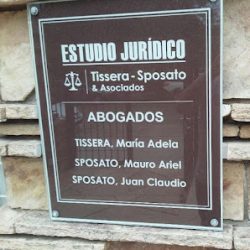 ESTUDIO JURÍDICO
Tissera-Sposato
& Asociados
ABOGADOS
TISSERA, María Adela
SPOSATO, Mauro Ariel
SPOSATO, Juan Claudio